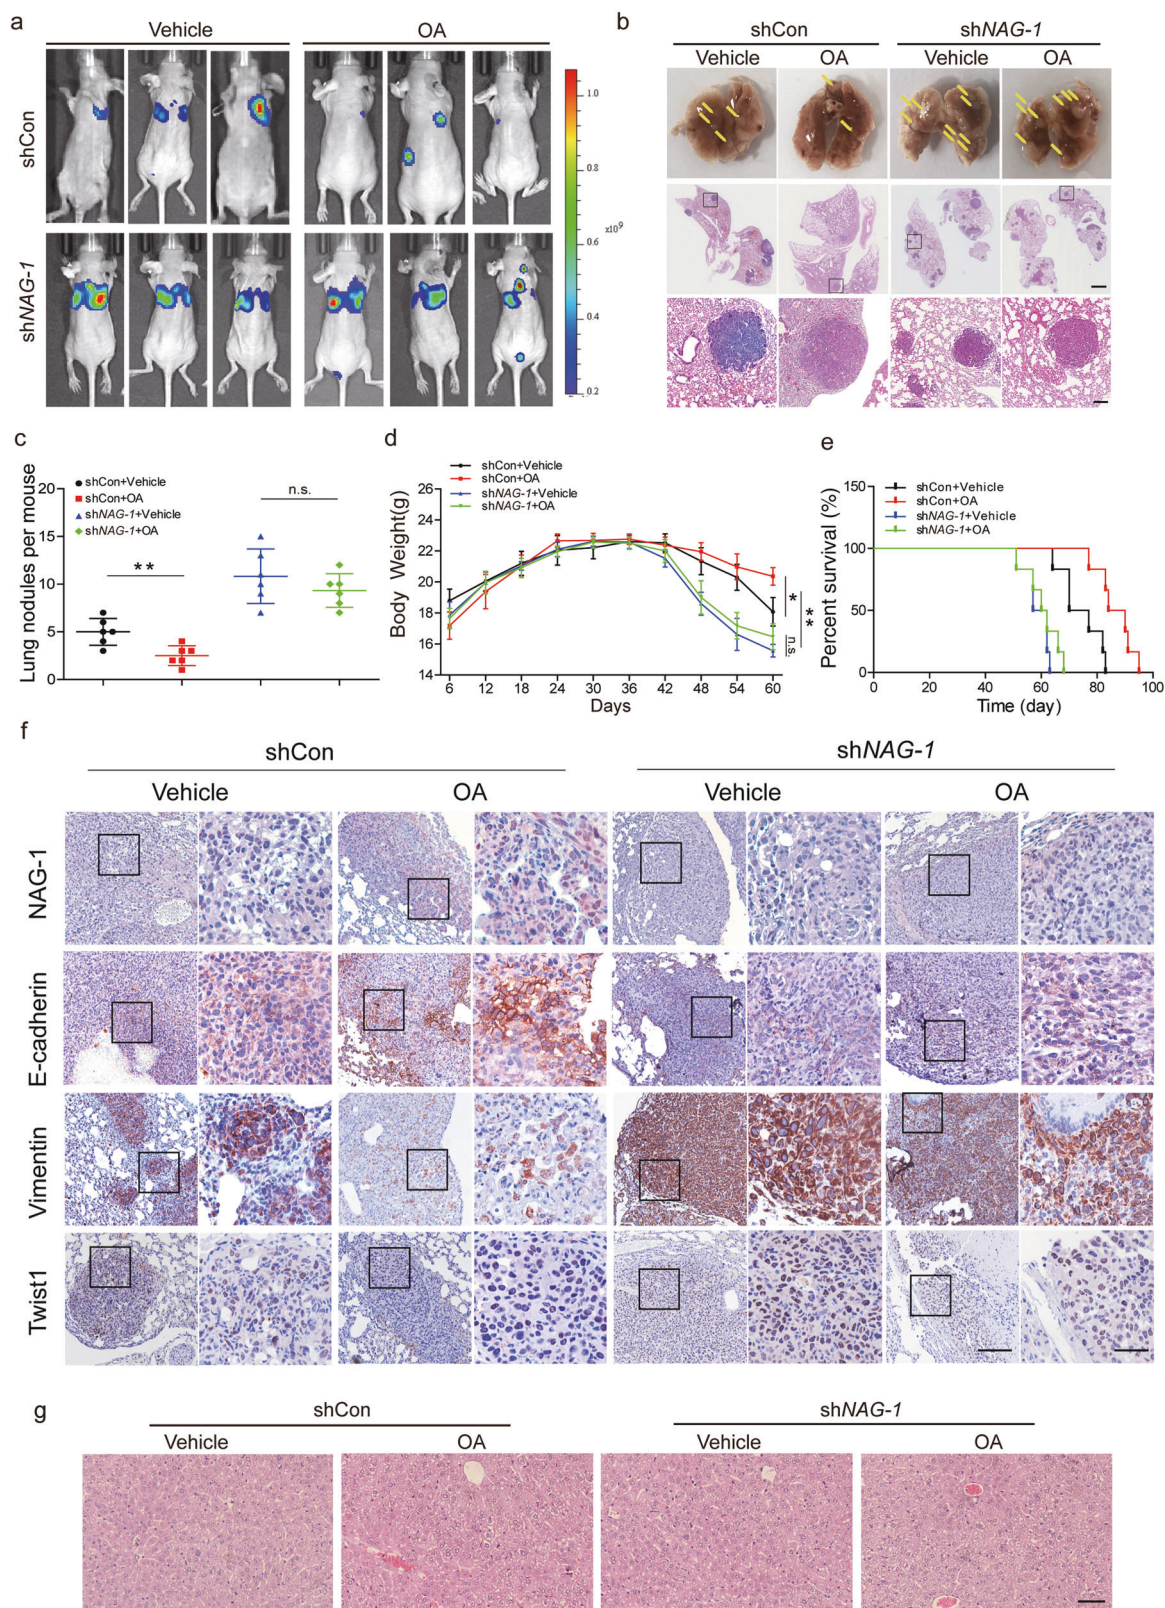 a
Vehicle OA
shCon
shNAG-1
1.0
0.8
x10⁹
0.6
0.4
0.2
b
shCon shNAG-1
Vehicle OA Vehicle OA
c
Lung nodules per mouse
20
15
10
5
0
shCon+Vehicle
shCon+OA
shNAG-1+Vehicle
shNAG-1+OA
**
n.s.
d
Body Weight(g)
26
24
22
20
18
16
14
shCon+Vehicle
shCon+OA
shNAG-1+Vehicle
shNAG-1+OA
*
**
n.s.
6 12 18 24 30 36 42 48 54 60
Days
e
Percent survival (%)
150
100
50
0
shCon+Vehicle
shCon+OA
shNAG-1+Vehicle
shNAG-1+OA
0 20 40 60 80 100
Time (day)
f
shCon shNAG-1
Vehicle OA Vehicle OA
NAG-1
E-cadherin
Vimentin
Twist1
g
shCon shNAG-1
Vehicle OA Vehicle OA